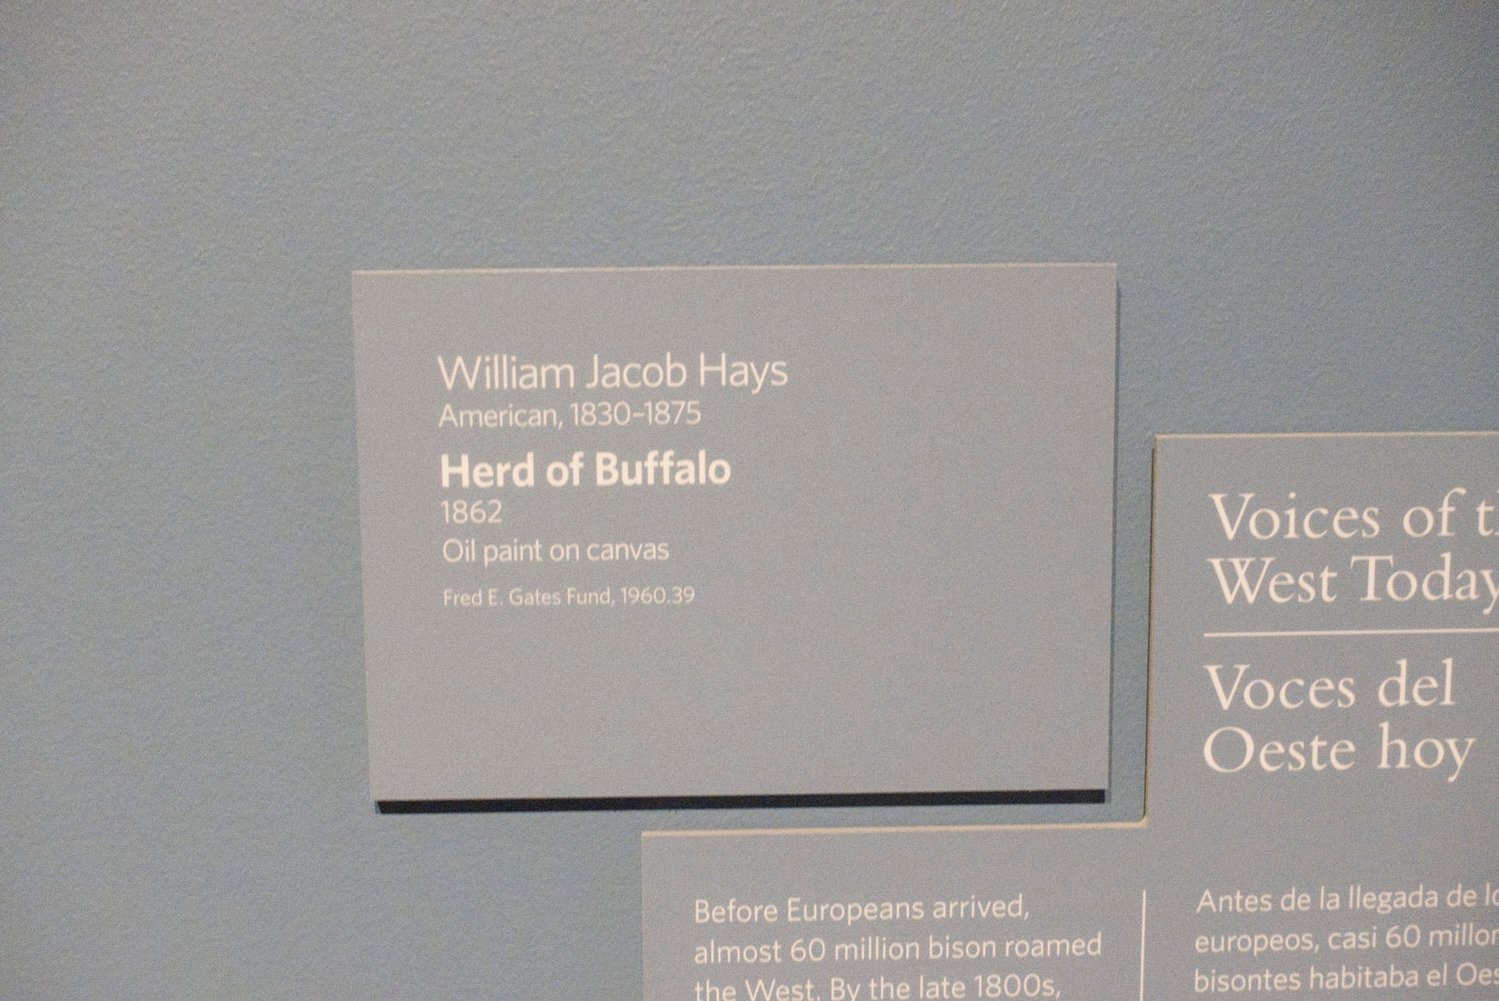 William Jacob Hays
American, 1830–1875
Herd of Buffalo
1862
Oil paint on canvas
Fred E. Gates Fund, 1960.39
Voices of
West Today
Voces del
Oeste hoy
Before Europeans arrived,
almost 60 million bison roamed
the West. By the late 1800s,
Antes de la llegada de
europeos, casi 60
bisontes habitaba el